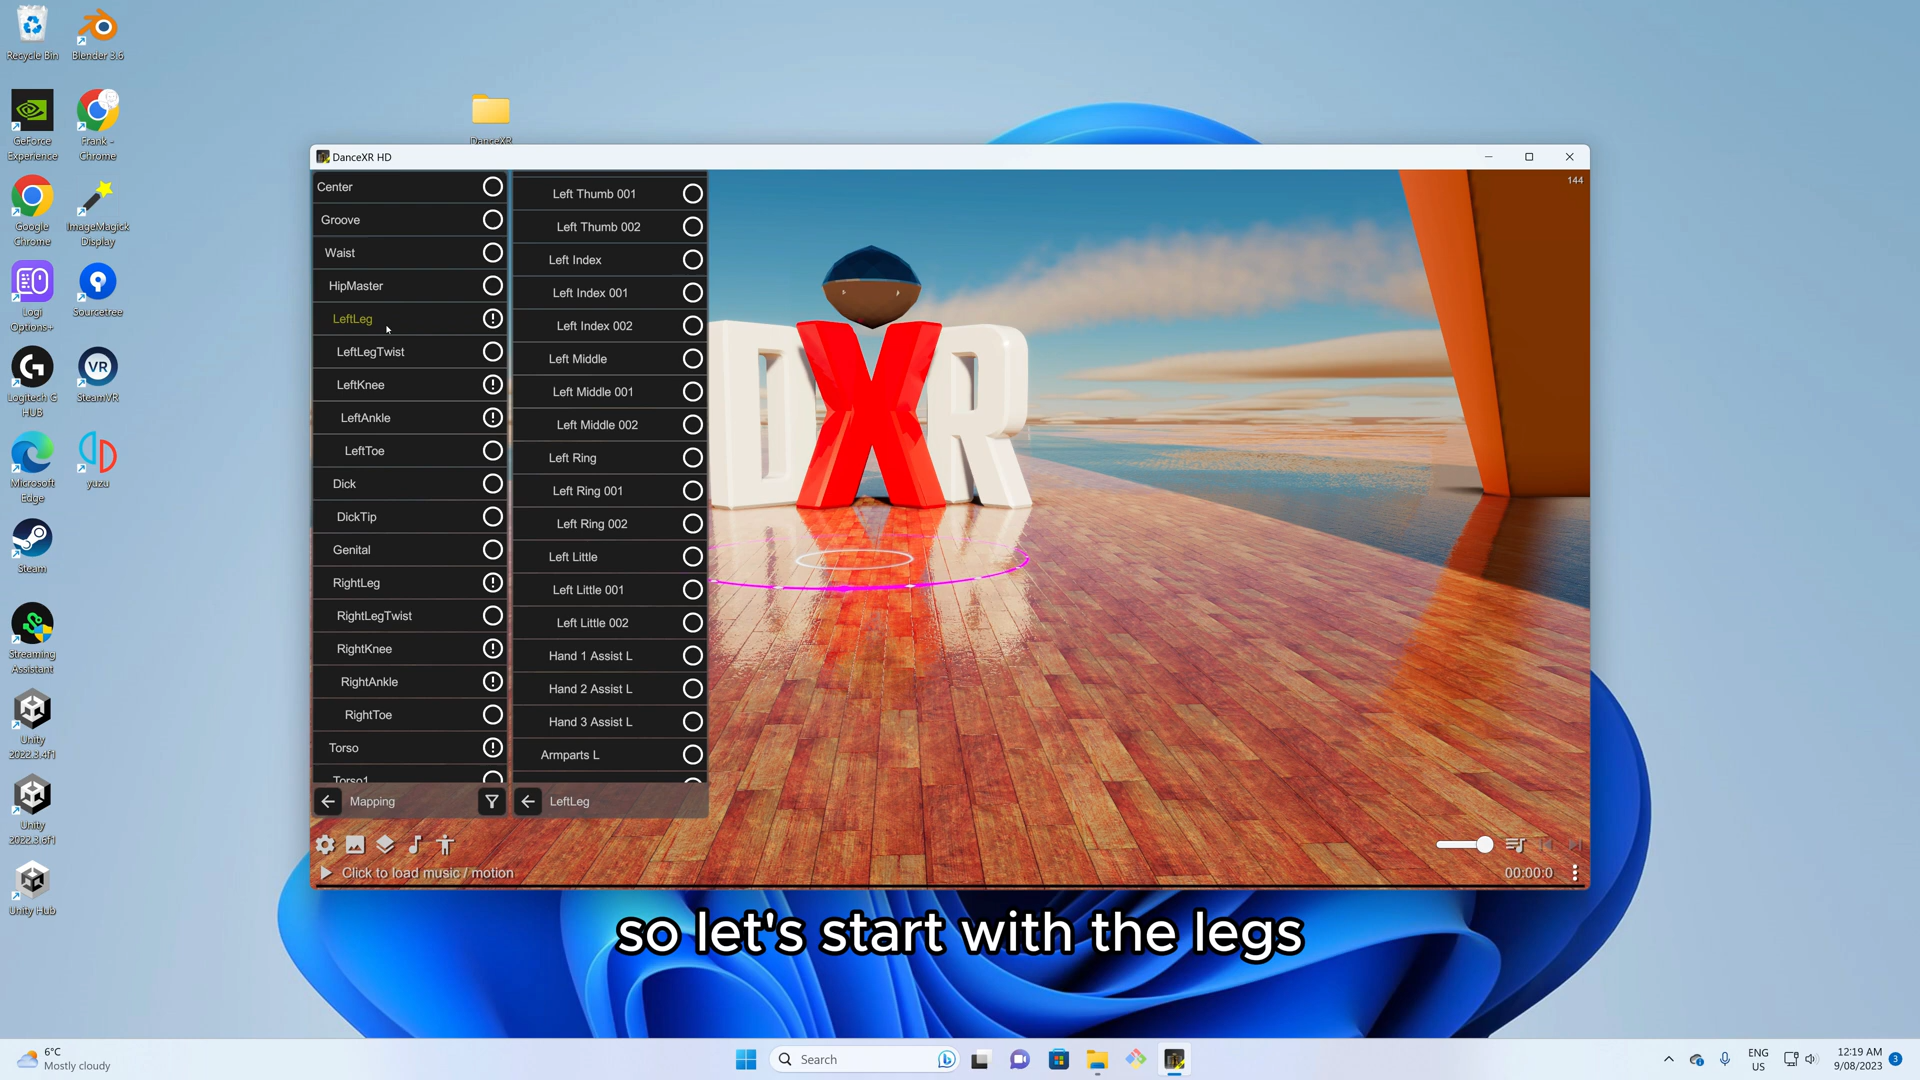 Recycle Bin
Blender 3.6
GeForce
Experience
Frank -
Chrome
Google
Chrome
ImageMagick
Display
Logi
Options+
Sourcetree
Logitech G
HUB
SteamVR
Microsoft
Edge
yuzu
Steam
Streaming
Assistant
Unity
2022.3.4f1
Unity
2022.3.6f1
Unity Hub
DanceXR
DanceXR HD
144
Center
Groove
Waist
HipMaster
LeftLeg
LeftLegTwist
LeftKnee
LeftAnkle
LeftToe
Dick
DickTip
Genital
RightLeg
RightLegTwist
RightKnee
RightAnkle
RightToe
Torso
Torso1
Mapping
Left Thumb 001
Left Thumb 002
Left Index
Left Index 001
Left Index 002
Left Middle
Left Middle 001
Left Middle 002
Left Ring
Left Ring 001
Left Ring 002
Left Little
Left Little 001
Left Little 002
Hand 1 Assist L
Hand 2 Assist L
Hand 3 Assist L
Armparts L
LeftLeg
DXR
Click to load music / motion
00:00:0
so let's start with the legs
6°C
Mostly cloudy
Search
ENG
US
12:19 AM
9/08/2023
3